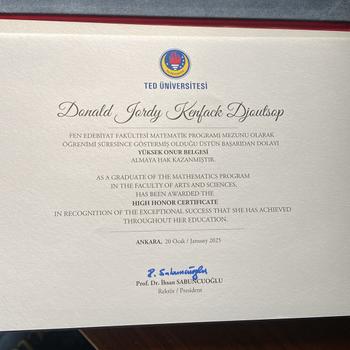 TED ÜNİVERSİTESİ
Donald Jordy Kenfack Djoutsop
FEN EDEBİYAT FAKÜLTESİ MATEMATİK PROGRAMI MEZUNU OLARAK
ÖĞRENİMİ SÜRESİNCE GÖSTERMİŞ OLDUĞU ÜSTÜN BAŞARIDAN DOLAYI
YÜKSEK ONUR BELGESİ
ALMAYA HAK KAZANMIŞTIR.
AS A GRADUATE OF THE MATHEMATICS PROGRAM
IN THE FACULTY OF ARTS AND SCIENCES,
HAS BEEN AWARDED THE
HIGH HONOR CERTIFICATE
IN RECOGNITION OF THE EXCEPTIONAL SUCCESS THAT SHE HAS ACHIEVED
THROUGHOUT HER EDUCATION.
ANKARA, 20 Ocak / January 2025
Prof. Dr. İhsan SABUNCUOĞLU
Rektör / President